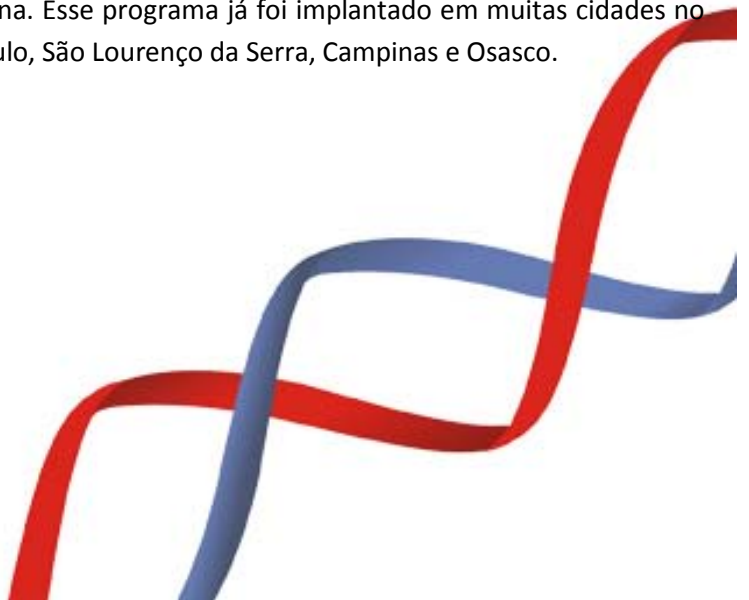 na. Esse programa já foi implantado em muitas cidades no
ulo, São Lourenço da Serra, Campinas e Osasco.